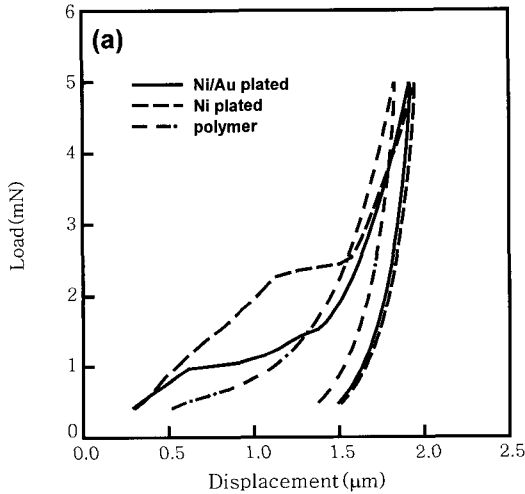 6
(a)
Ni/Au plated
5
Ni plated
polymer
4
Load(mN)
3
2
1
0
0.0 0.5 1.0 1.5 2.0 2.5
Displacement(μm)